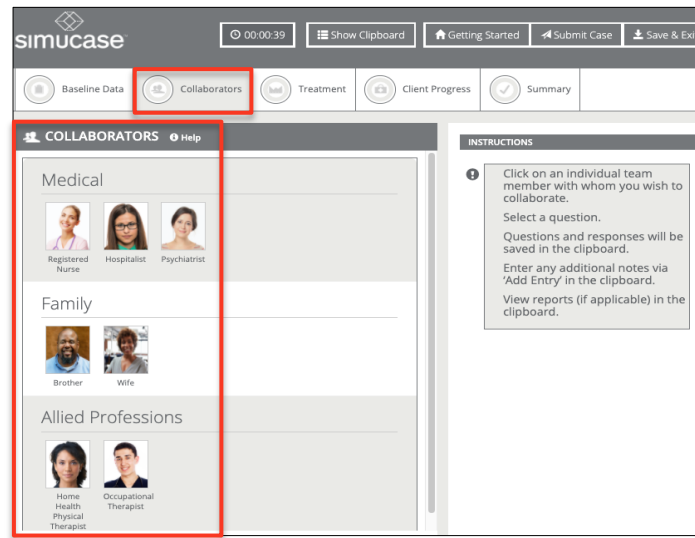 simucase
00:00:39
Show Clipboard
Getting Started
Submit Case
Save & Exi
Baseline Data
Collaborators
Treatment
Client Progress
Summary
COLLABORATORS
Help
INSTRUCTIONS
Medical
Registered
Nurse
Hospitalist
Psychiatrist
Family
Brother
Wife
Allied Professions
Home
Health
Physical
Therapist
Occupational
Therapist
Click on an individual team
member with whom you wish to
collaborate.
Select a question.
Questions and responses will be
saved in the clipboard.
Enter any additional notes via
‘Add Entry’ in the clipboard.
View reports (if applicable) in the
clipboard.